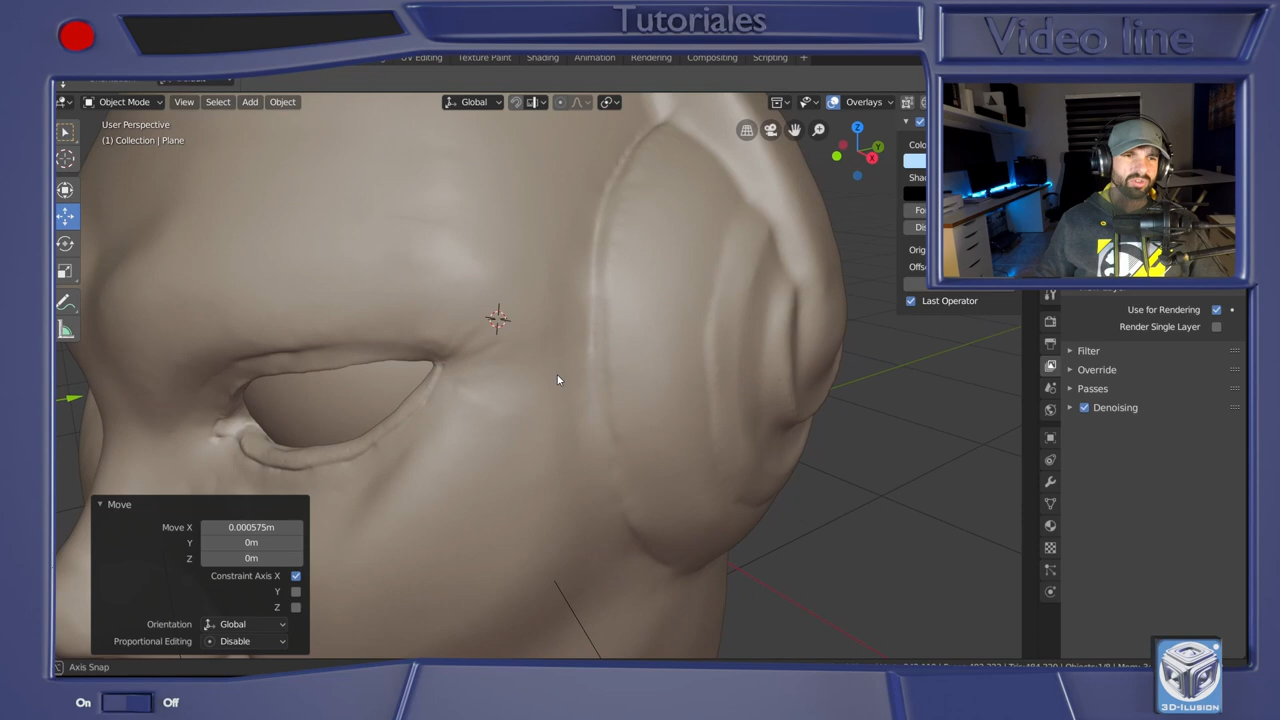 Tutoriales
Video line
UV Editing Texture Paint Shading Animation Rendering Compositing Scripting +
Object Mode View Select Add Object Global Overlays
User Perspective
(1) Collection | Plane
Z
Y
X
Last Operator
Use for Rendering
Render Single Layer
Filter
Override
Passes
Denoising
Move
Move X 0.000575m
Y 0m
Z 0m
Constraint Axis X
Y
Z
Orientation Global
Proportional Editing Disable
Axis Snap
On Off
3D-ILUSION